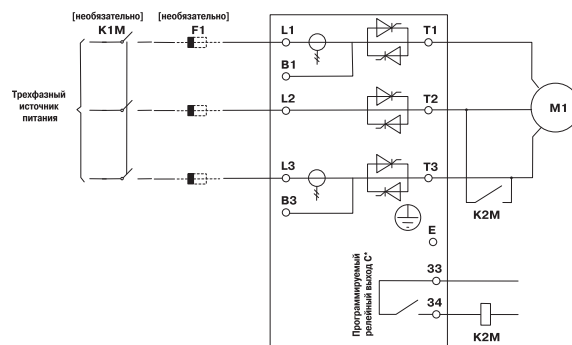 [необязательно] [необязательно]
K1M F1 L1 T1
B1
Трехфазный
источник
питания
L2 T2
M1
L3 T3
B3
K2M
E
Программируемый
релейный выход C*
33
34
K2M